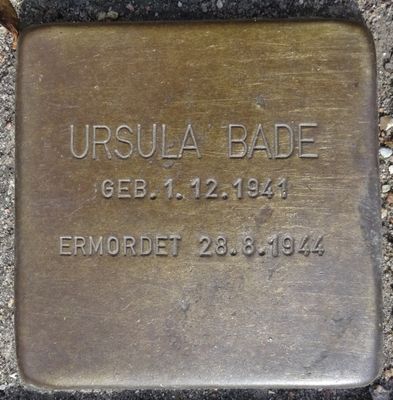 URSULA BADE
GEB. 1. 12. 1941
ERMORDET 28. 8. 1944